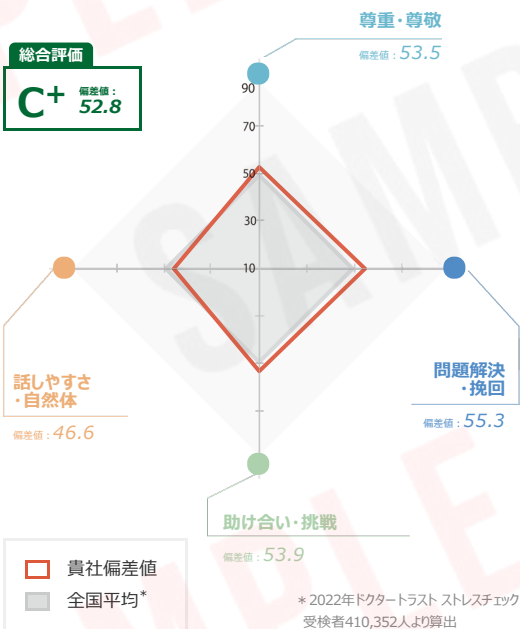 尊重・尊敬
偏差値：53.5
総合評価
C+
偏差値：
52.8
90
70
50
30
10
話しやすさ
・自然体
偏差値：46.6
問題解決
・挽回
偏差値：55.3
助け合い・挑戦
偏差値：53.9
貴社偏差値
全国平均*
＊2022年ドクタートラスト ストレスチェック
受検者410,352人より算出
SAMPLE